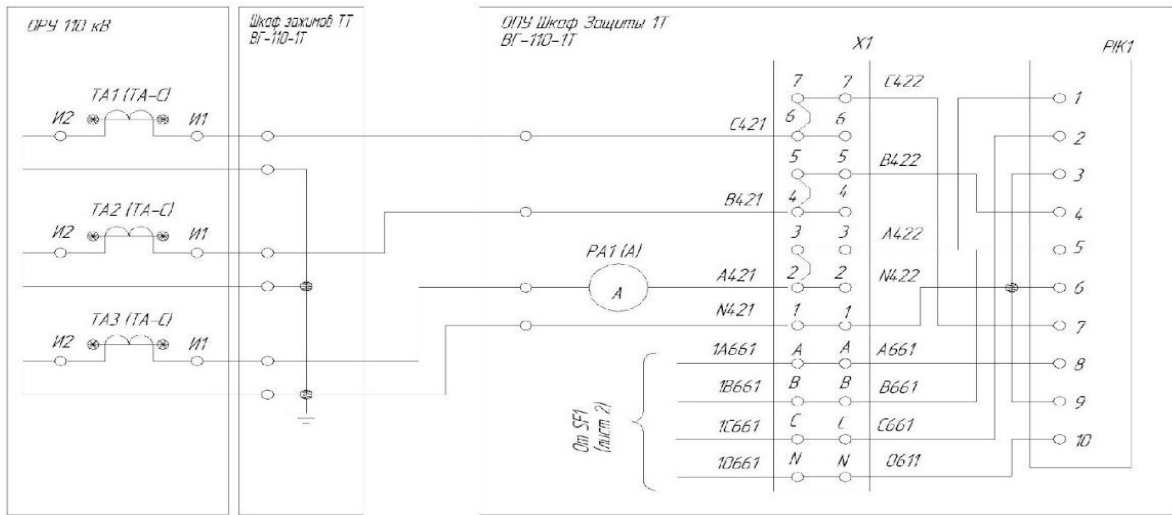 ОРУ 110 кВ
Шкаф зажимов ТТ
ВГ-110-1Т
ОПУ Шкаф Защиты 1Т
ВГ-110-1Т
X1
PIK1
TA1 (TA-C)
И2
И1
TA2 (TA-C)
И2
И1
TA3 (TA-C)
И2
И1
PA1 (A)
A
C421
B421
A421
N421
1A661
1B661
1C661
1O661
От SF1
(лист 2)
7 7 C422
6 6
5 5 B422
4 4
3 3 A422
2 2 N422
1 1
A A A661
B B B661
C C C661
N N O611
1
2
3
4
5
6
7
8
9
10